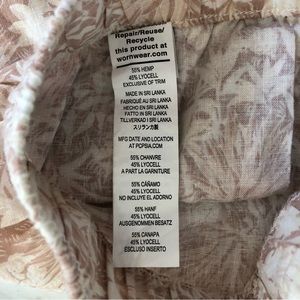 Repair/Reuse/
Recycle
this product at
wornwear.com
55% HEMP
45% LYOCELL
EXCLUSIVE OF TRIM
MADE IN SRI LANKA
FABRIQUÉ AU SRI LANKA
HECHO EN SRI LANKA
FATTO IN SRI LANKA
TILLVERKAD I SRI LANKA
スリランカ製
MFG DATE AND LOCATION
AT PCPSIA.COM
55% CHANVRE
45% LYOCELL
A PART LA GARNITURE
55% CÁÑAMO
45% LYOCELL
NO INCLUYE EL ADORNO
55% HANF
45% LYOCELL
AUSGENOMMEN BESATZ
55% CANAPA
45% LYOCELL
ESCLUSO INSERTO